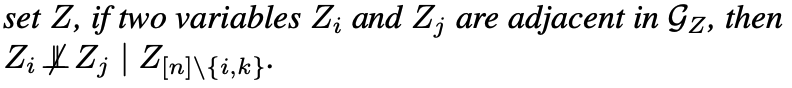 set Z, if two variables Z_i and Z_j are adjacent in 𝒢_Z, then
Z_i ⊥̸⊥ Z_j | Z_{[n]\{i,k}}.